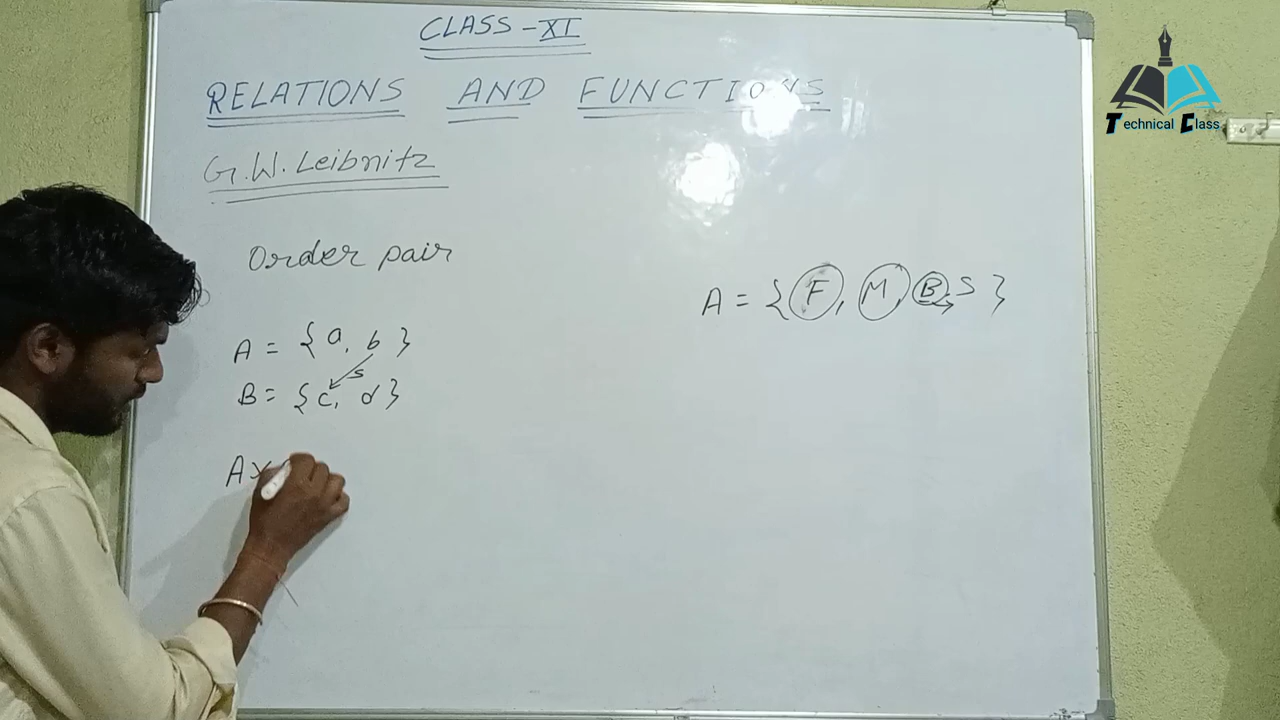 CLASS - XI
RELATIONS AND FUNCTIONS
G.W. Leibnitz
Order pair
A = {F, M, B, S}
A = {a, b}
B = {c, d}
A ×
Technical Class